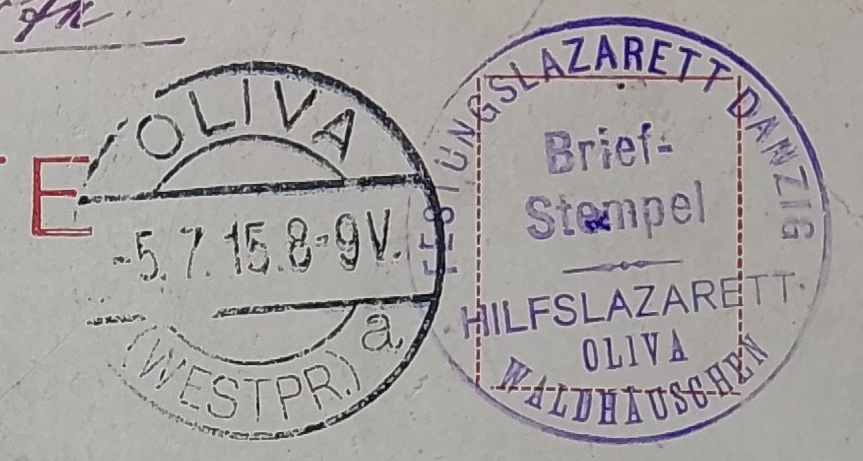 E
OLIVA
-5.7.15.8-9V.
a.
(WESTPR.)
FESTUNGSLAZARETT DANZIG
Brief-
Stempel
HILFSLAZARETT
OLIVA
WALDHÄUSCHEN